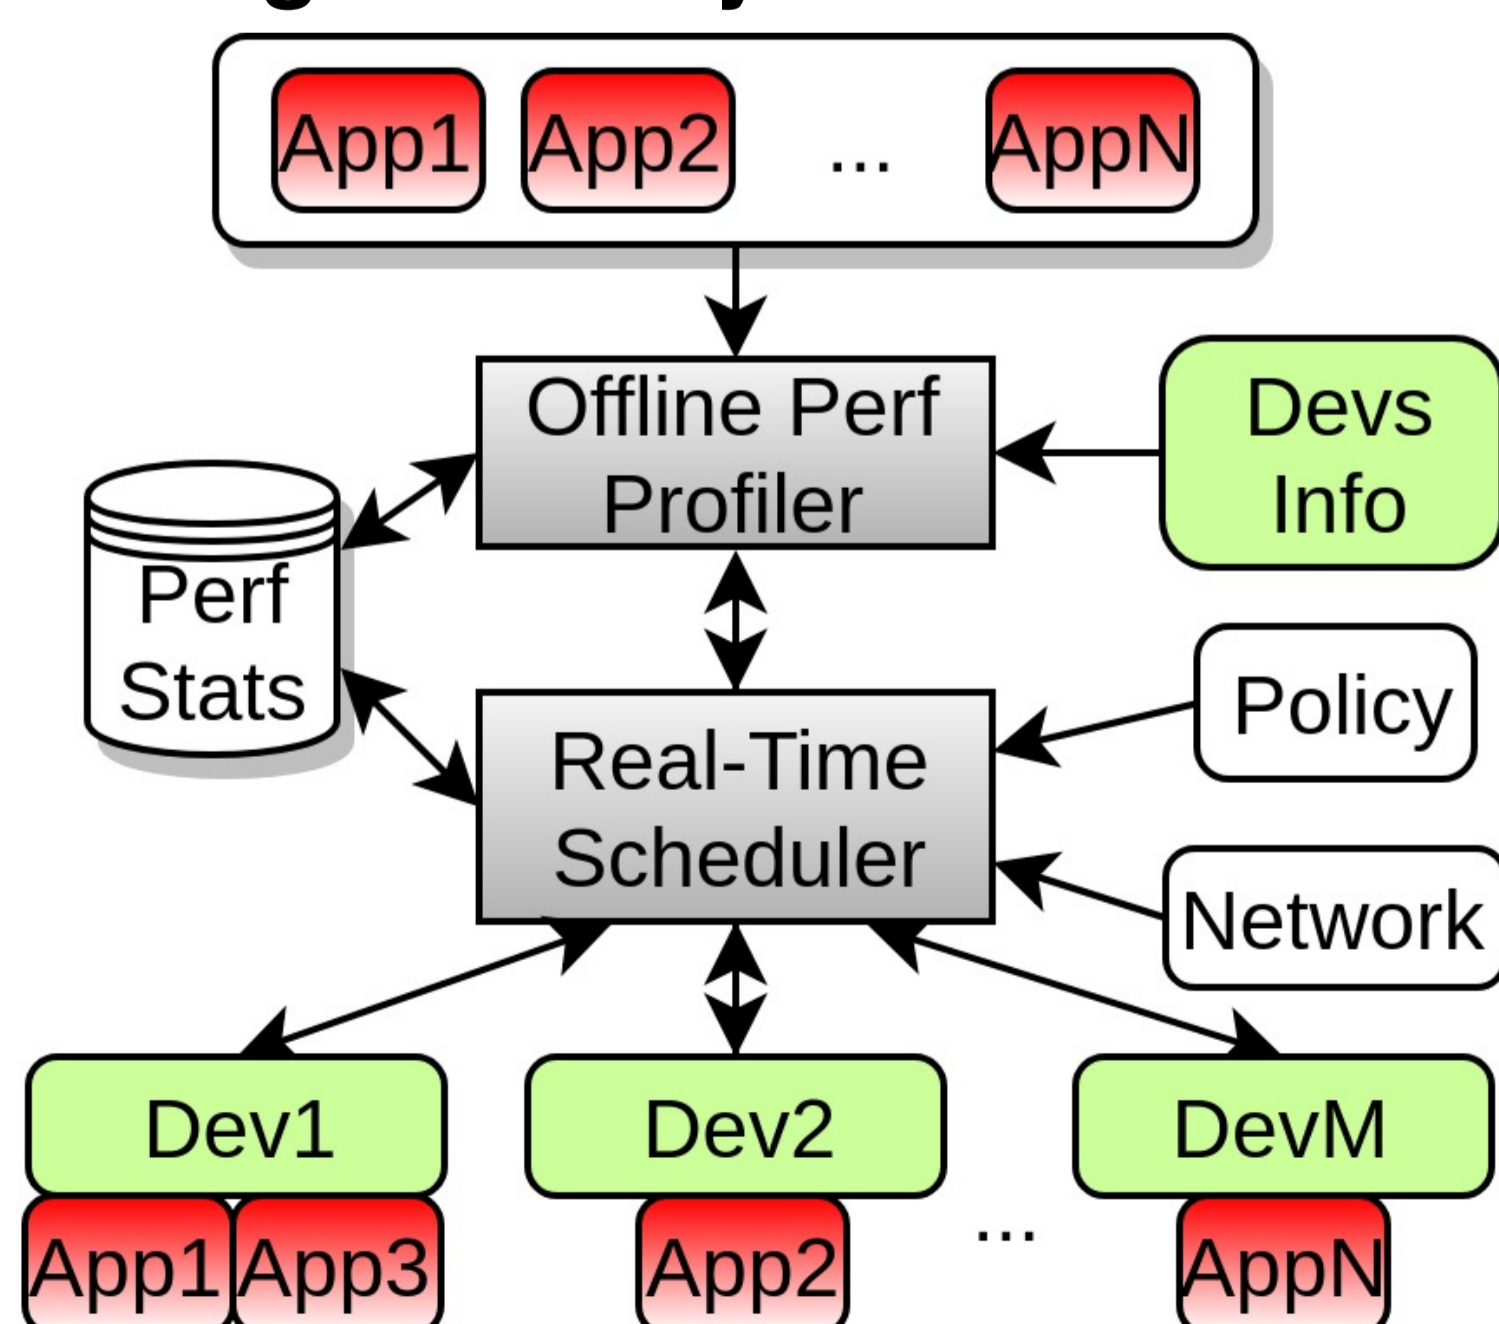 App1 App2 ... AppN
Offline Perf
Profiler
Devs
Info
Perf
Stats
Policy
Real-Time
Scheduler
Network
Dev1 Dev2 DevM
...
App1 App3 App2 AppN